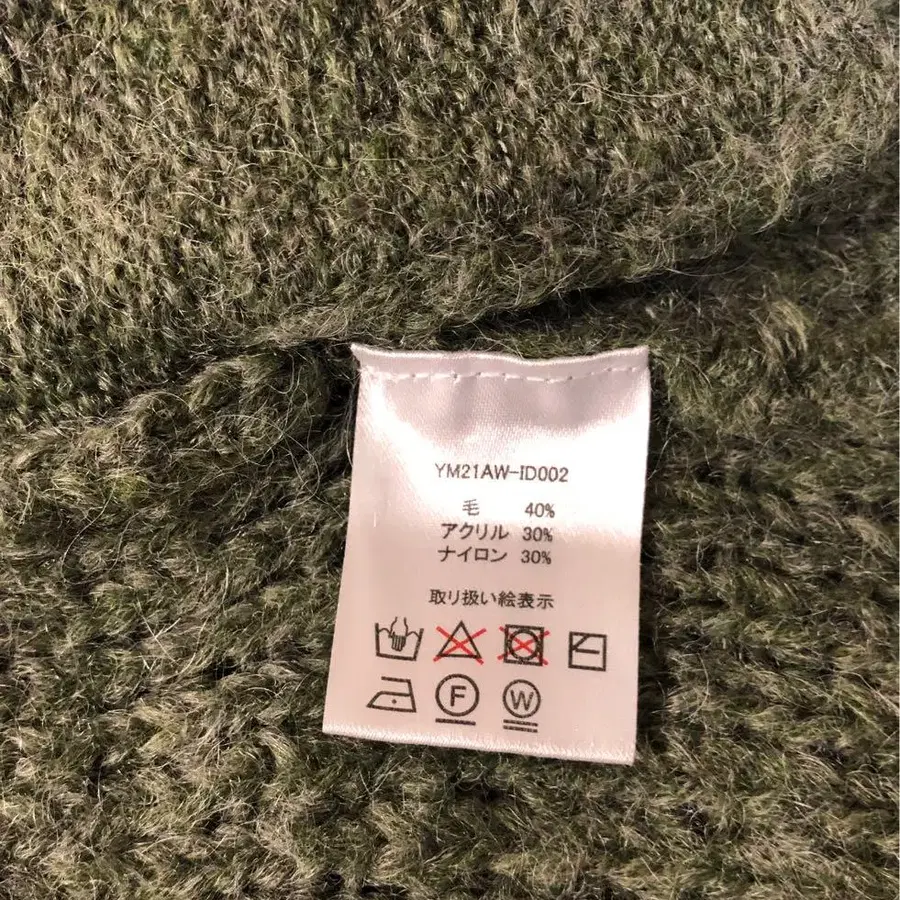 YM21AW-ID002
毛 40%
アクリル 30%
ナイロン 30%
取り扱い絵表示
F W